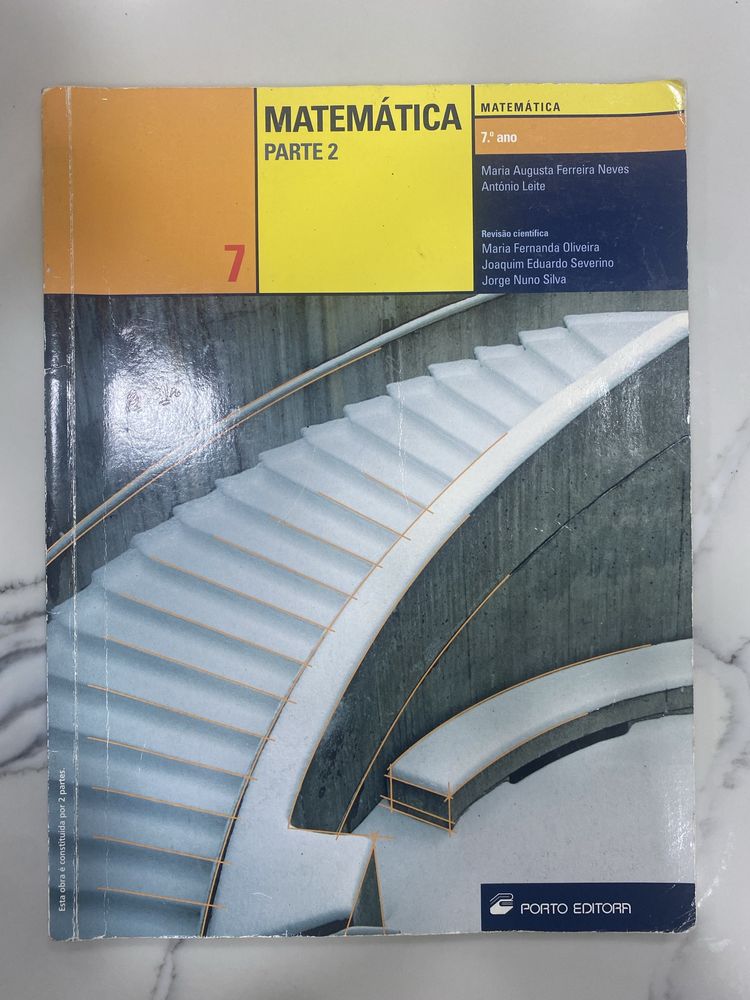 7
MATEMÁTICA
PARTE 2
MATEMÁTICA
7.º ano
Maria Augusta Ferreira Neves
António Leite
Revisão científica
Maria Fernanda Oliveira
Joaquim Eduardo Severino
Jorge Nuno Silva
Esta obra é constituída por 2 partes.
PORTO EDITORA